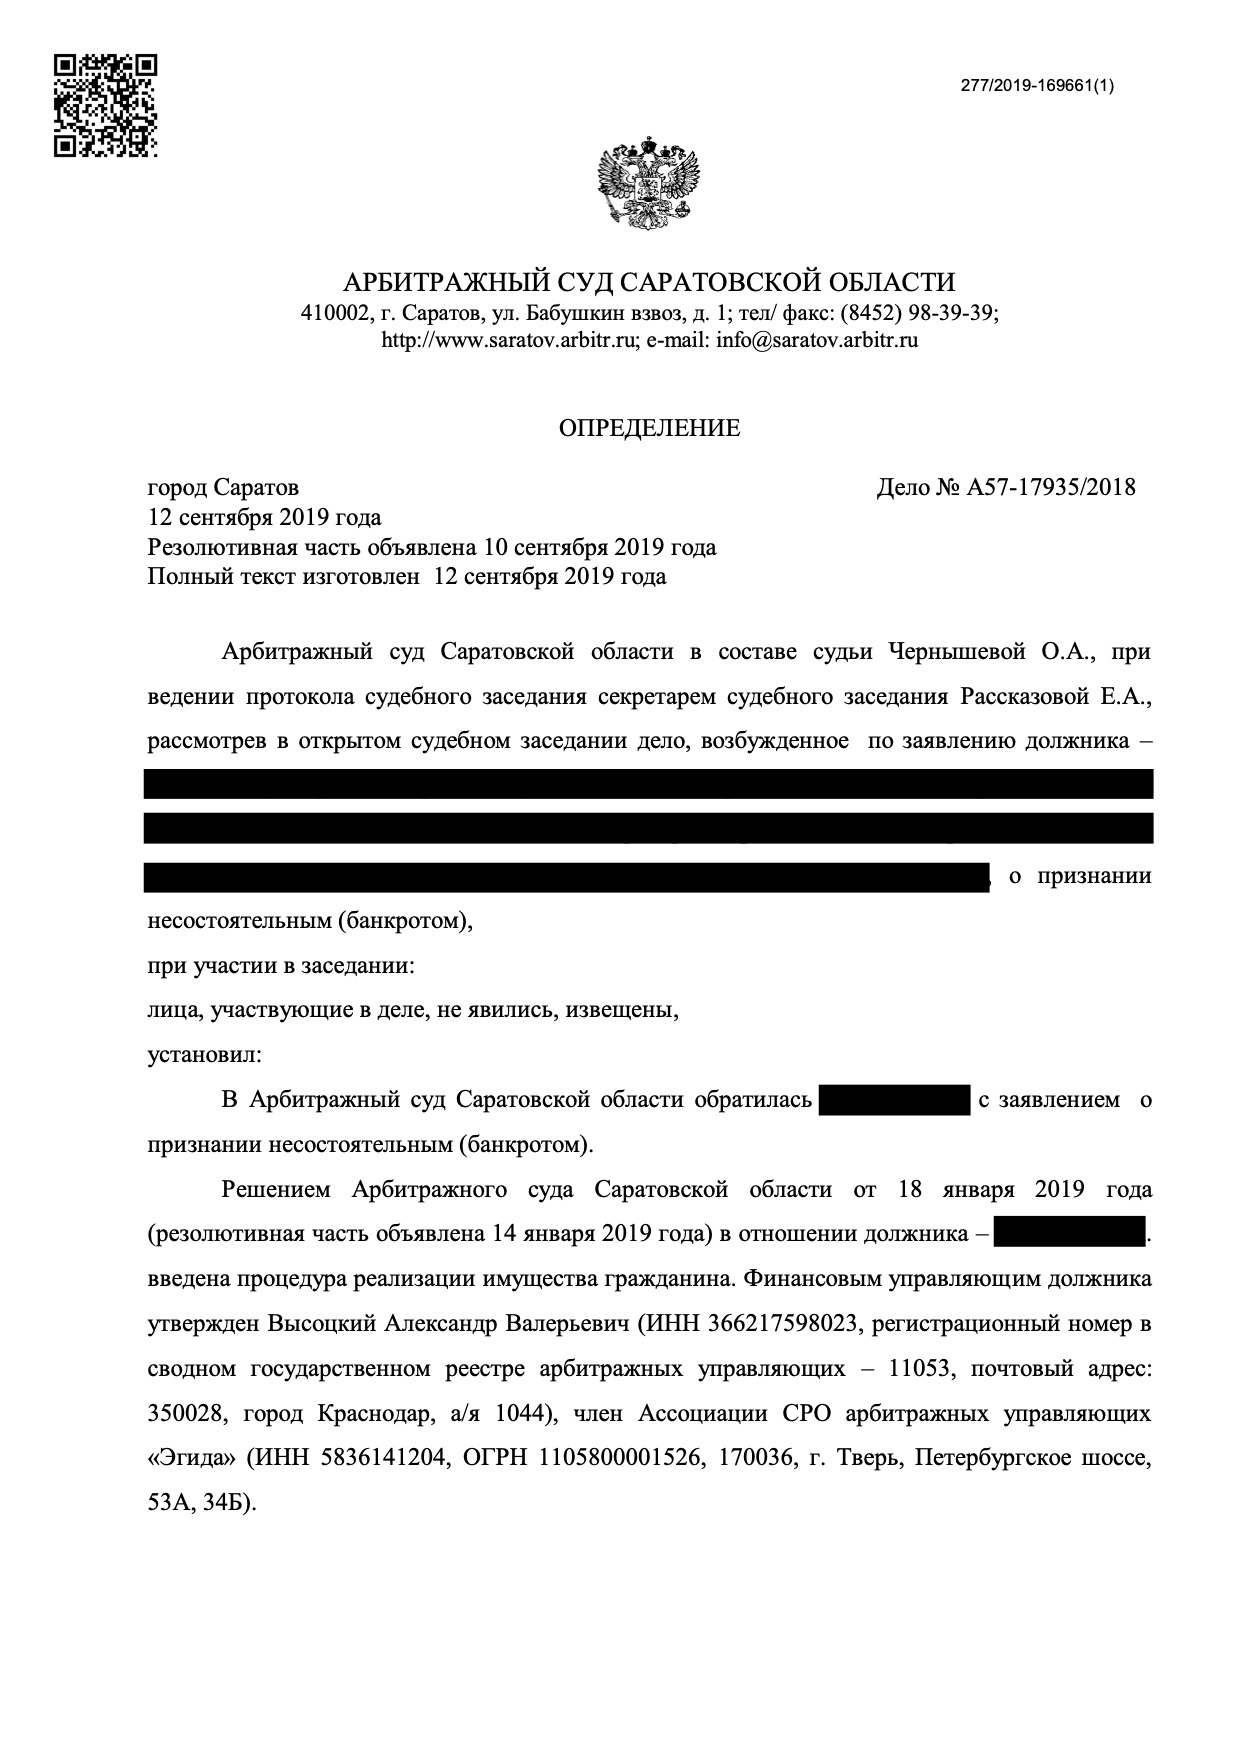 277/2019-169661(1)
АРБИТРАЖНЫЙ СУД САРАТОВСКОЙ ОБЛАСТИ
410002, г. Саратов, ул. Бабушкин взвоз, д. 1; тел/ факс: (8452) 98-39-39;
http://www.saratov.arbitr.ru; e-mail: info@saratov.arbitr.ru
ОПРЕДЕЛЕНИЕ
город Саратов Дело № А57-17935/2018
12 сентября 2019 года
Резолютивная часть объявлена 10 сентября 2019 года
Полный текст изготовлен 12 сентября 2019 года
Арбитражный суд Саратовской области в составе судьи Чернышевой О.А., при
ведении протокола судебного заседания секретарем судебного заседания Рассказовой Е.А.,
рассмотрев в открытом судебном заседании дело, возбужденное по заявлению должника –
, о признании
несостоятельным (банкротом),
при участии в заседании:
лица, участвующие в деле, не явились, извещены,
установил:
В Арбитражный суд Саратовской области обратилась с заявлением о
признании несостоятельным (банкротом).
Решением Арбитражного суда Саратовской области от 18 января 2019 года
(резолютивная часть объявлена 14 января 2019 года) в отношении должника – .
введена процедура реализации имущества гражданина. Финансовым управляющим должника
утвержден Высоцкий Александр Валерьевич (ИНН 366217598023, регистрационный номер в
сводном государственном реестре арбитражных управляющих – 11053, почтовый адрес:
350028, город Краснодар, а/я 1044), член Ассоциации СРО арбитражных управляющих
«Эгида» (ИНН 5836141204, ОГРН 1105800001526, 170036, г. Тверь, Петербургское шоссе,
53А, 34Б).